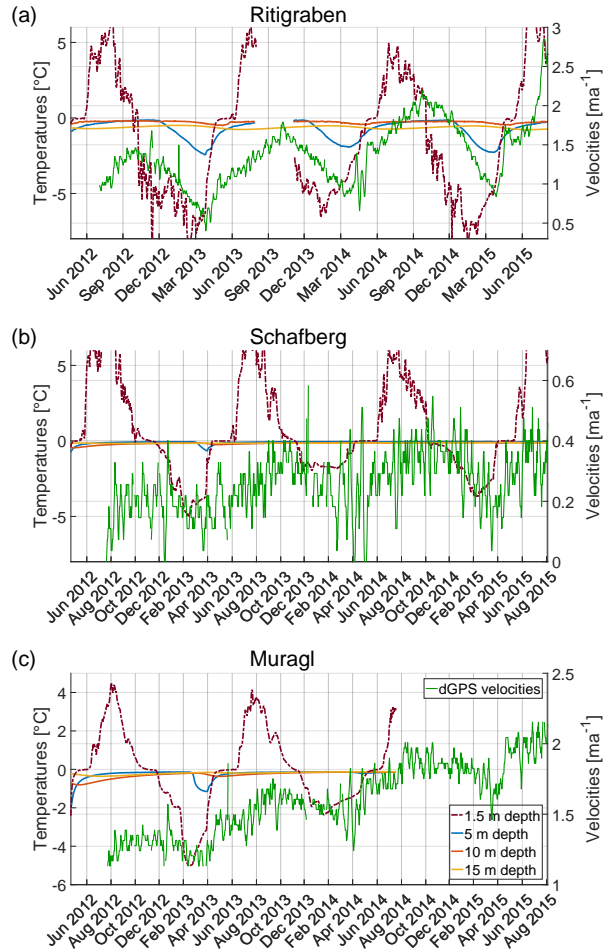 (a)
Ritigraben
Temperatures [°C]
5
0
-5
3
2.5
2
1.5
1
0.5
Velocities [ma-1]
Jun 2012
Sep 2012
Dec 2012
Mar 2013
Jun 2013
Sep 2013
Dec 2013
Mar 2014
Jun 2014
Sep 2014
Dec 2014
Mar 2015
Jun 2015
(b)
Schafberg
Temperatures [°C]
5
0
-5
0.6
0.4
0.2
0
Velocities [ma-1]
Jun 2012
Aug 2012
Oct 2012
Dec 2012
Feb 2013
Apr 2013
Jun 2013
Aug 2013
Oct 2013
Dec 2013
Feb 2014
Apr 2014
Jun 2014
Aug 2014
Oct 2014
Dec 2014
Feb 2015
Apr 2015
Jun 2015
Aug 2015
(c)
Muragl
Temperatures [°C]
4
2
0
-2
-4
-6
2.5
2
1.5
1
Velocities [ma-1]
dGPS velocities
1.5 m depth
5 m depth
10 m depth
15 m depth
Jun 2012
Aug 2012
Oct 2012
Dec 2012
Feb 2013
Apr 2013
Jun 2013
Aug 2013
Oct 2013
Dec 2013
Feb 2014
Apr 2014
Jun 2014
Aug 2014
Oct 2014
Dec 2014
Feb 2015
Apr 2015
Jun 2015
Aug 2015